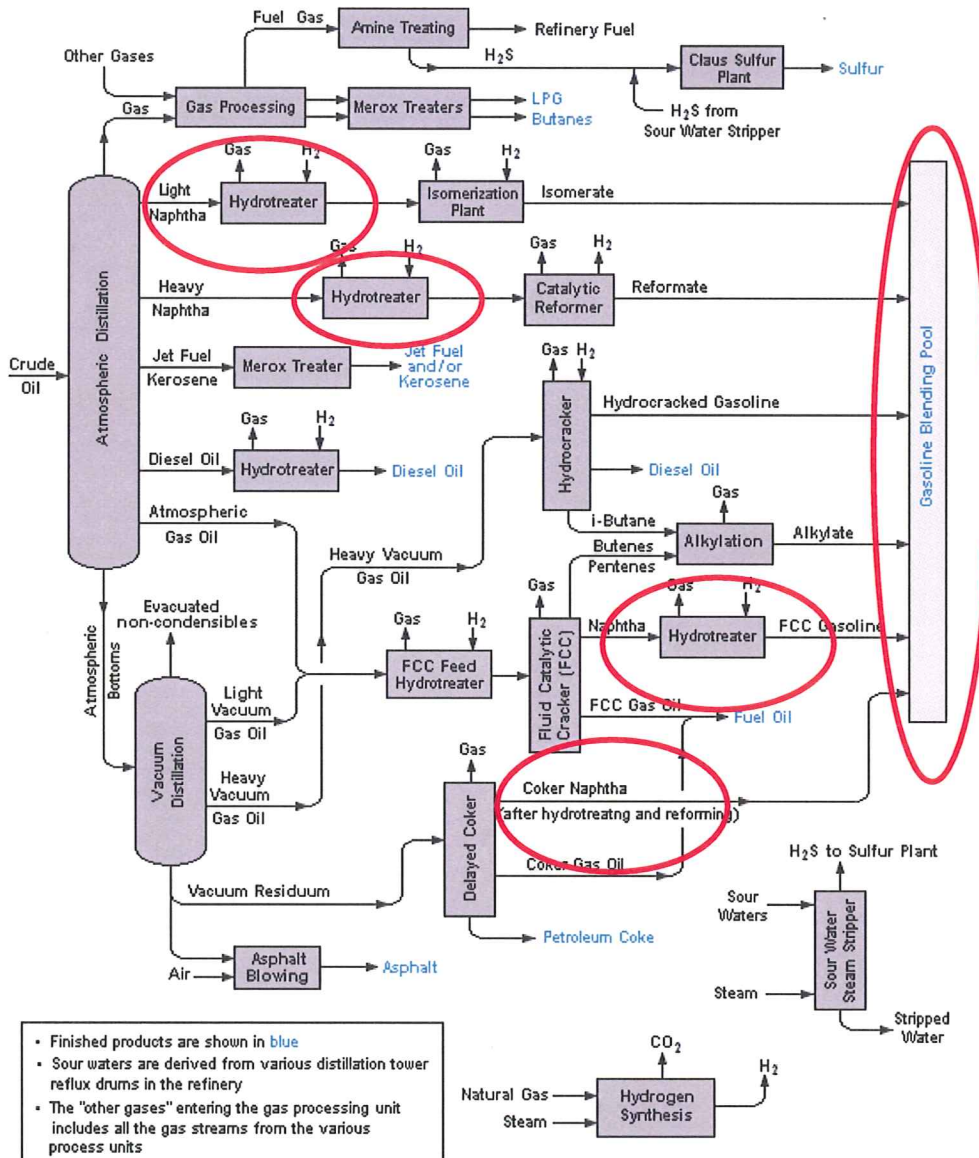 Fuel Gas
Amine Treating
Refinery Fuel
Other Gases
H2S
Claus Sulfur
Plant
Sulfur
Gas
Gas Processing
Merox Treaters
LPG
Butanes
H2S from
Sour Water Stripper
Gas
H2
Light
Naphtha
Hydrotreater
Gas
H2
Isomerization
Plant
Isomerate
Gas
H2
Heavy
Naphtha
Hydrotreater
Gas
H2
Catalytic
Reformer
Reformate
Crude
Oil
Atmospheric Distillation
Jet Fuel
Kerosene
Merox Treater
Jet Fuel
and/or
Kerosene
Gas
H2
Hydrocracker
Hydrocracked Gasoline
Diesel Oil
Gas
H2
Diesel Oil
Hydrotreater
Diesel Oil
Gasoline Blending Pool
Atmospheric
Gas Oil
i-Butane
Butenes
Pentenes
Gas
Alkylation
Alkylate
Heavy Vacuum
Gas Oil
Evacuated
non-condensibles
Atmospheric
Bottoms
Gas
H2
FCC Feed
Hydrotreater
Gas
Fluid Catalytic
Cracker (FCC)
Naphtha
Gas
H2
Hydrotreater
FCC Gasoline
Light
Vacuum
Gas Oil
FCC Gas Oil
Fuel Oil
Vacuum
Distillation
Heavy
Vacuum
Gas Oil
Gas
Delayed Coker
Coker Naphtha
(after hydrotreatng and reforming)
Coker Gas Oil
Vacuum Residuum
Petroleum Coke
Air
Asphalt
Blowing
Asphalt
H2S to Sulfur Plant
Sour
Waters
Sour Water
Steam Stripper
Steam
Stripped
Water
• Finished products are shown in blue
• Sour waters are derived from various distillation tower
reflux drums in the refinery
• The "other gases" entering the gas processing unit
includes all the gas streams from the various
process units
CO2
H2
Natural Gas
Steam
Hydrogen
Synthesis